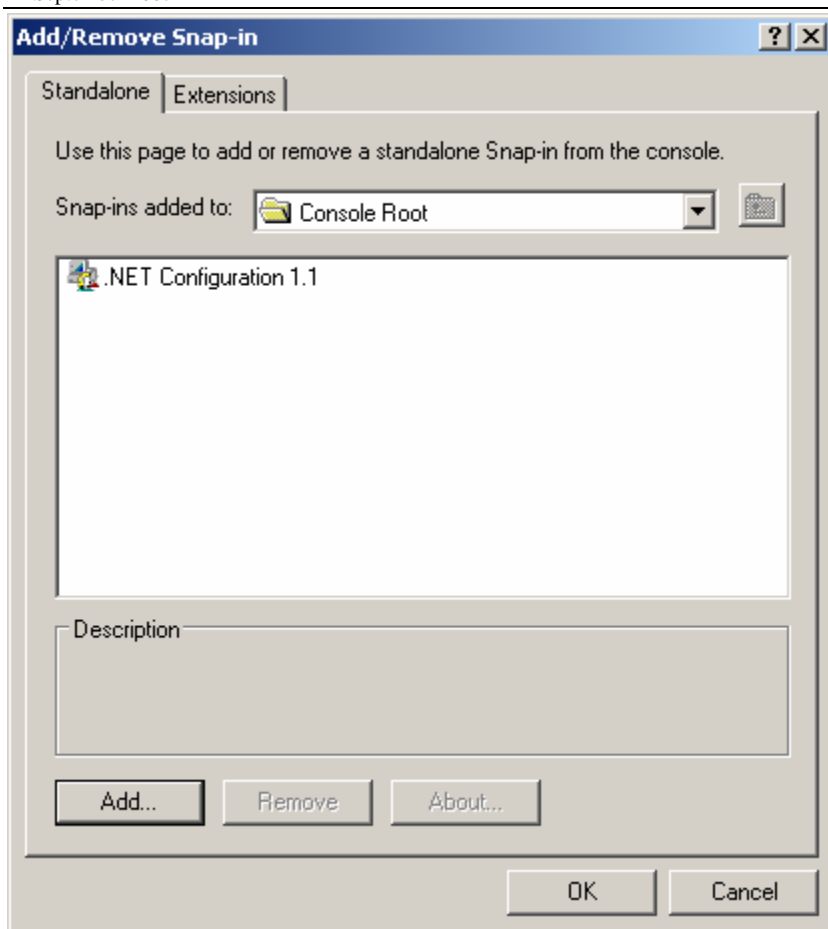 Add/Remove Snap-in
Standalone
Extensions
Use this page to add or remove a standalone Snap-in from the console.
Snap-ins added to:
Console Root
.NET Configuration 1.1
Description
Add...
Remove
About...
OK
Cancel